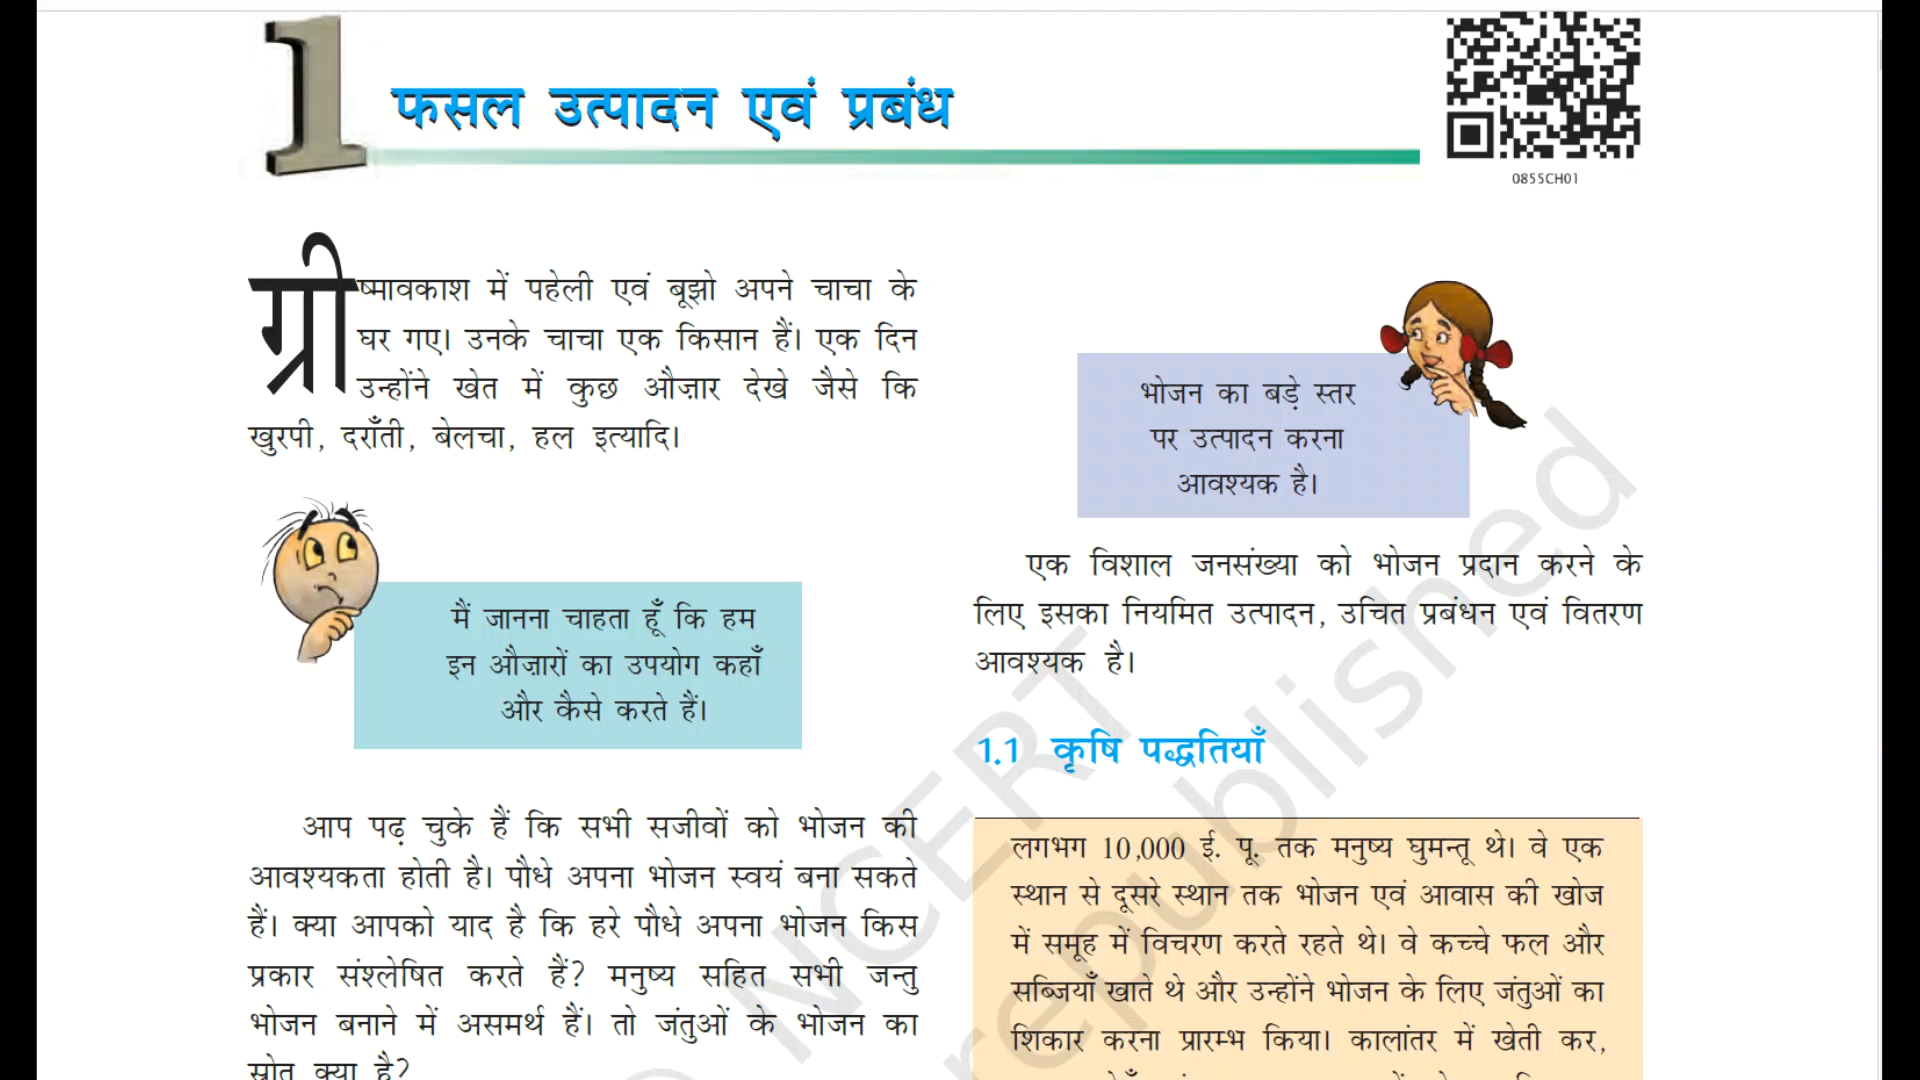 1
फसल उत्पादन एवं प्रबंध
0855CH01
ग्रीष्मावकाश में पहेली एवं बूझो अपने चाचा के
घर गए। उनके चाचा एक किसान हैं। एक दिन
उन्होंने खेत में कुछ औज़ार देखे जैसे कि
खुरपी, दराँती, बेलचा, हल इत्यादि।
मैं जानना चाहता हूँ कि हम
इन औज़ारों का उपयोग कहाँ
और कैसे करते हैं।
आप पढ़ चुके हैं कि सभी सजीवों को भोजन की
आवश्यकता होती है। पौधे अपना भोजन स्वयं बना सकते
हैं। क्या आपको याद है कि हरे पौधे अपना भोजन किस
प्रकार संश्लेषित करते हैं? मनुष्य सहित सभी जन्तु
भोजन बनाने में असमर्थ हैं। तो जंतुओं के भोजन का
स्रोत क्या है?
भोजन का बड़े स्तर
पर उत्पादन करना
आवश्यक है।
एक विशाल जनसंख्या को भोजन प्रदान करने के
लिए इसका नियमित उत्पादन, उचित प्रबंधन एवं वितरण
आवश्यक है।
1.1 कृषि पद्धतियाँ
लगभग 10,000 ई. पू. तक मनुष्य घुमन्तू थे। वे एक
स्थान से दूसरे स्थान तक भोजन एवं आवास की खोज
में समूह में विचरण करते रहते थे। वे कच्चे फल और
सब्जियाँ खाते थे और उन्होंने भोजन के लिए जंतुओं का
शिकार करना प्रारम्भ किया। कालांतर में खेती कर,
© NCERT
republished